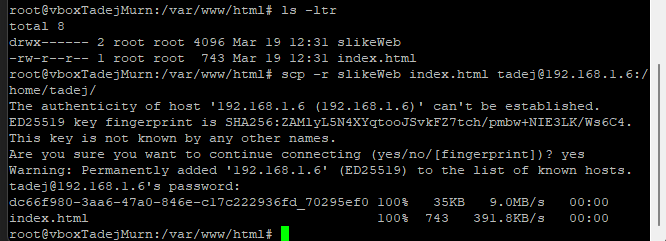 root@vboxTadejMurn:/var/www/html# ls -ltr
total 8
drwx------ 2 root root 4096 Mar 19 12:31 slikeWeb
-rw-r--r-- 1 root root  743 Mar 19 12:31 index.html
root@vboxTadejMurn:/var/www/html# scp -r slikeWeb index.html tadej@192.168.1.6:/
home/tadej/
The authenticity of host '192.168.1.6 (192.168.1.6)' can't be established.
ED25519 key fingerprint is SHA256:ZAMlyL5N4XYqtooJSvkFZ7tch/pmbw+NIE3LK/Ws6C4.
This key is not known by any other names.
Are you sure you want to continue connecting (yes/no/[fingerprint])? yes
Warning: Permanently added '192.168.1.6' (ED25519) to the list of known hosts.
tadej@192.168.1.6's password:
dc66f980-3aa6-47a0-846e-c17c222936fd_70295ef0 100%   35KB   9.0MB/s   00:00
index.html                                    100%  743   391.8KB/s   00:00
root@vboxTadejMurn:/var/www/html#